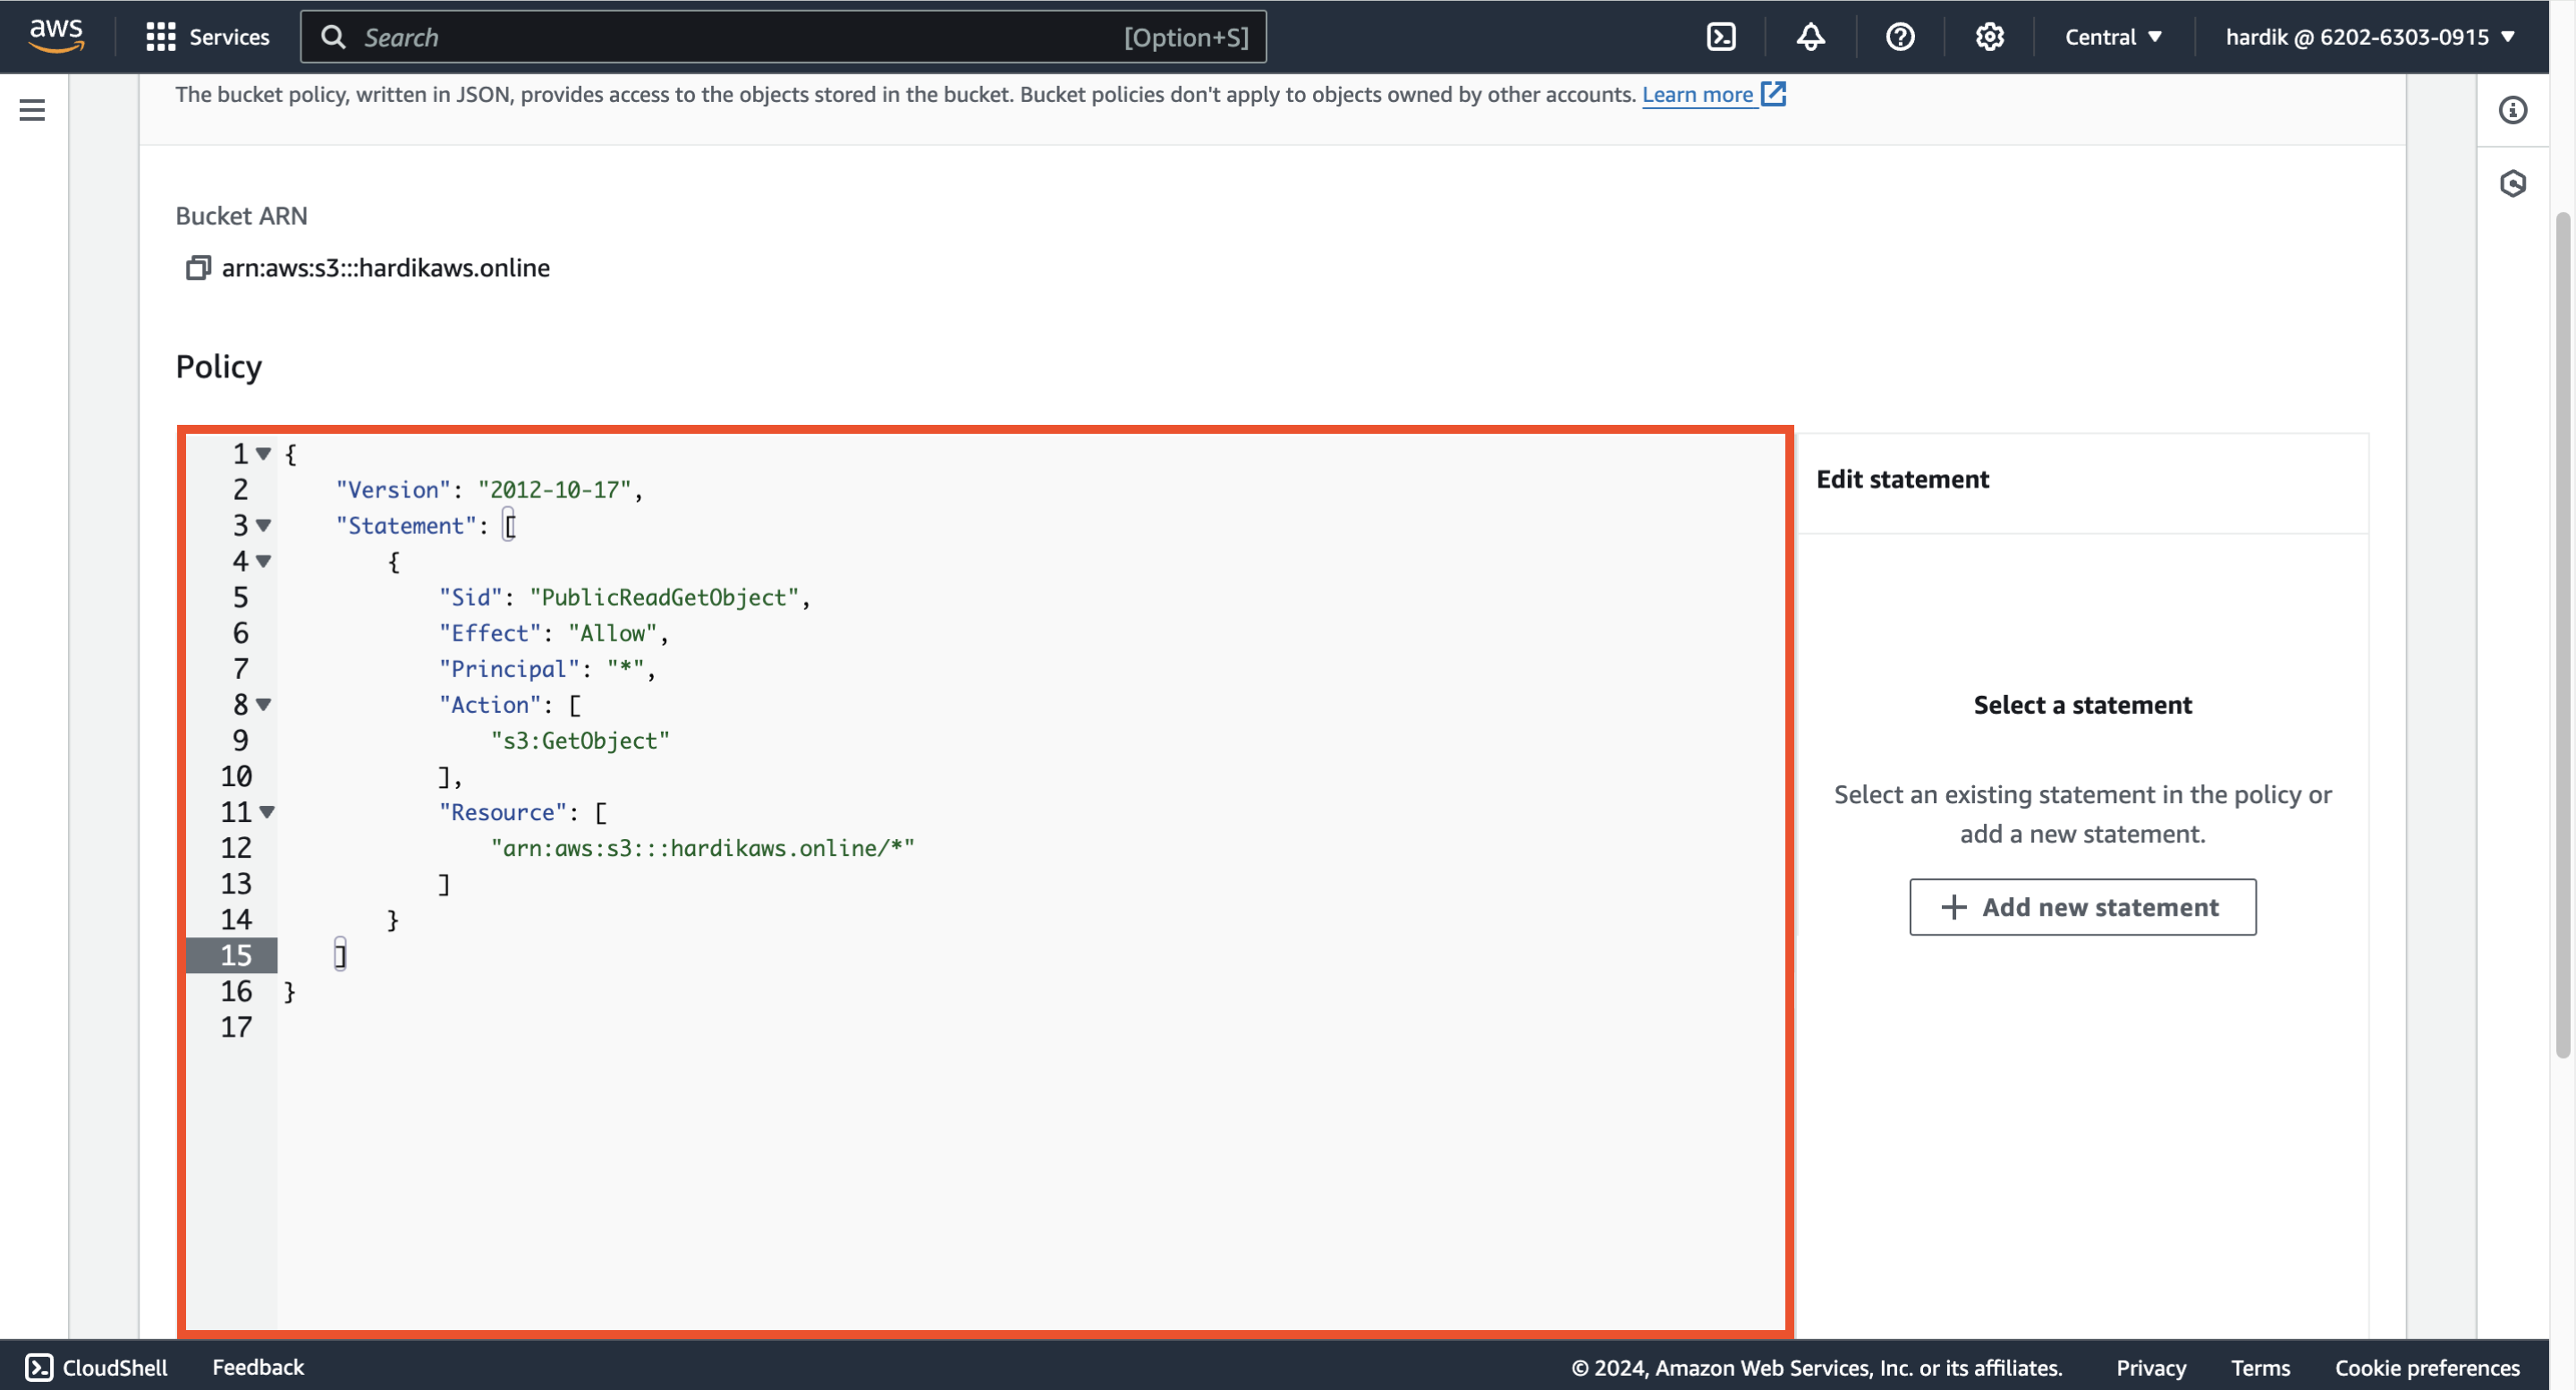 aws Services Search [Option+S] Central hardik @ 6202-6303-0915
The bucket policy, written in JSON, provides access to the objects stored in the bucket. Bucket policies don't apply to objects owned by other accounts. Learn more
Bucket ARN
arn:aws:s3:::hardikaws.online
Policy
1 {
2 "Version": "2012-10-17",
3 "Statement": [
4 {
5 "Sid": "PublicReadGetObject",
6 "Effect": "Allow",
7 "Principal": "*",
8 "Action": [
9 "s3:GetObject"
10 ],
11 "Resource": [
12 "arn:aws:s3:::hardikaws.online/*"
13 ]
14 }
15 ]
16 }
17
Edit statement
Select a statement
Select an existing statement in the policy or
add a new statement.
+ Add new statement
CloudShell Feedback © 2024, Amazon Web Services, Inc. or its affiliates. Privacy Terms Cookie preferences